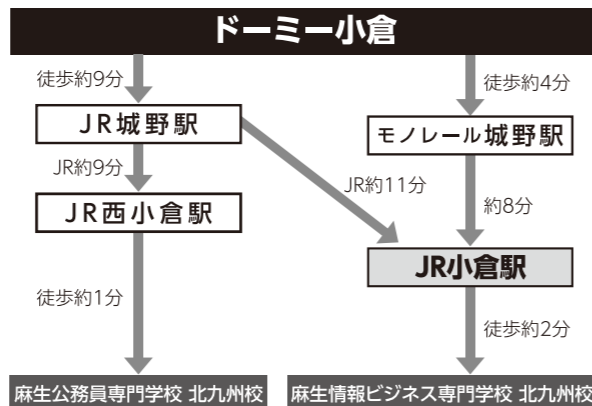 ドーミー小倉
徒歩約9分
徒歩約4分
JR城野駅
モノレール城野駅
JR約9分
JR約11分
約8分
JR西小倉駅
JR小倉駅
徒歩約1分
徒歩約2分
麻生公務員専門学校 北九州校
麻生情報ビジネス専門学校 北九州校